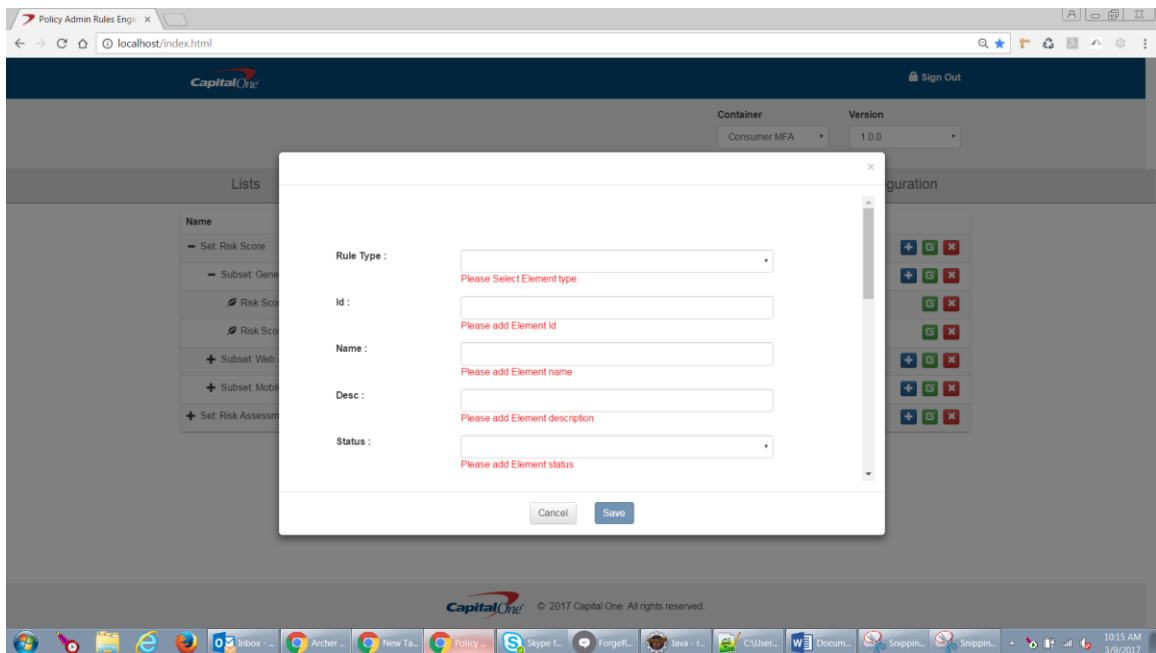 Policy Admin Rules Engi
localhost/index.html
CapitalOne
Sign Out
Container
Version
Consumer MFA
1.0.0
Lists
guration
Name
Set: Risk Score
Rule Type :
Please Select Element type.
Subset: Gene
Id :
Risk Sco
Please add Element Id
Risk Sco
Name :
Subset: Web
Please add Element name
Subset: Mobil
Desc :
Set: Risk Assessm
Please add Element description.
Status :
Please add Element status
Cancel
Save
CapitalOne
© 2017 Capital One. All rights reserved.
Inbox - ...
Archer ...
New Ta...
Policy ...
Skype f...
ForgeR...
Java - r...
C:\User...
Docum...
Snippin...
Snippin...
10:15 AM
3/9/2017